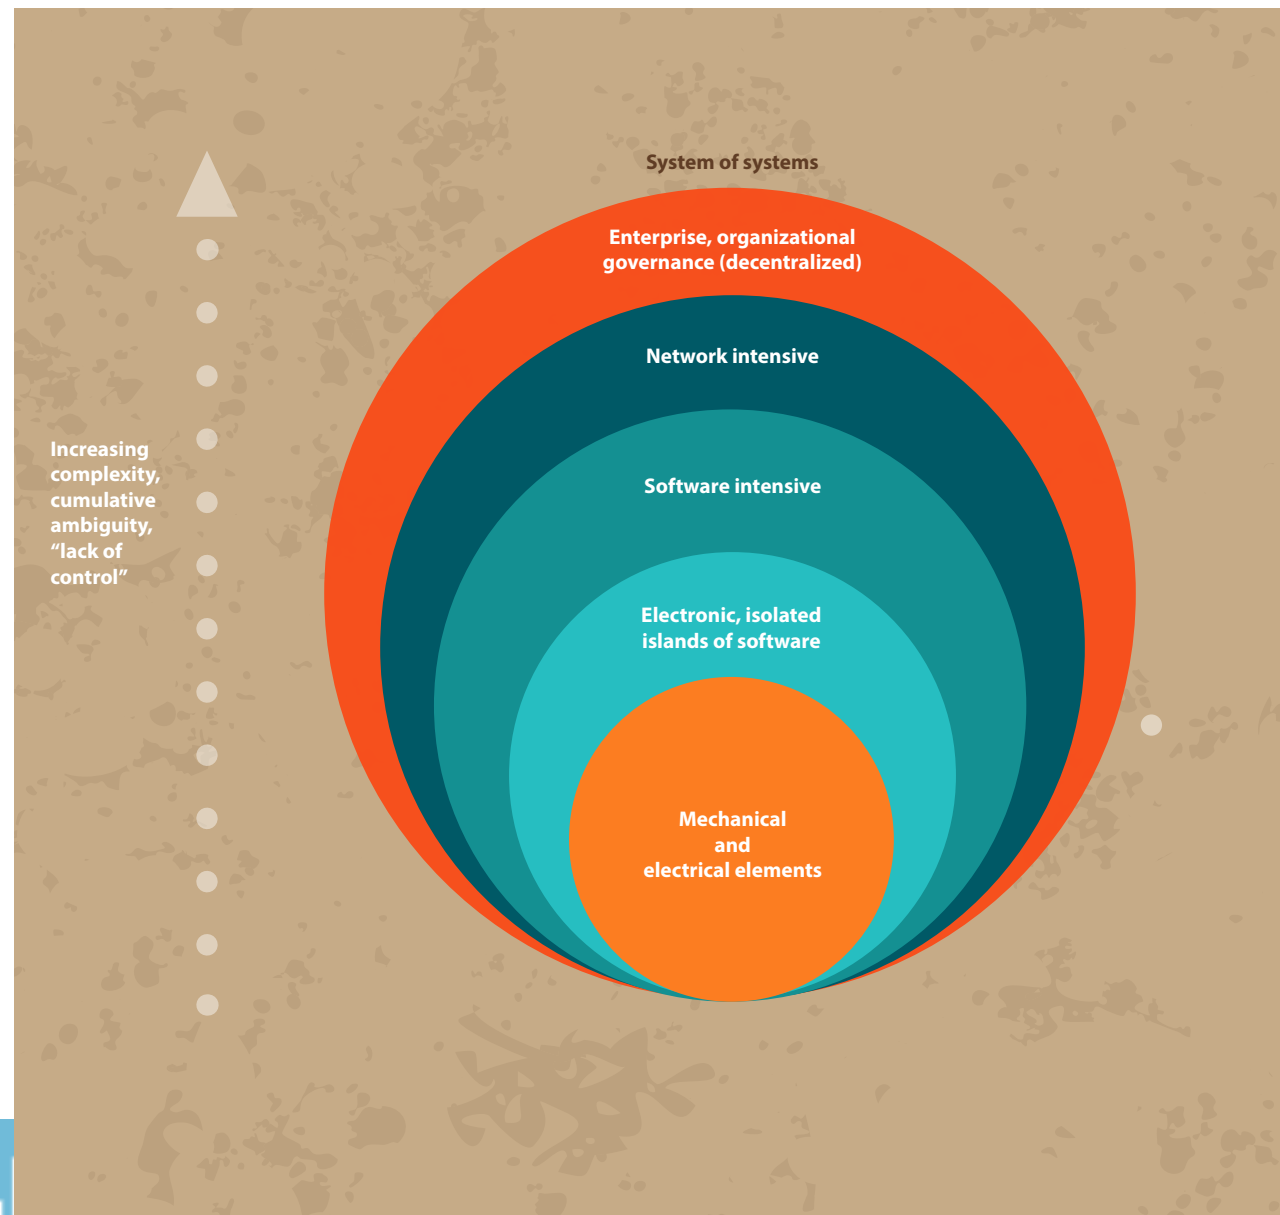 System of systems
Enterprise, organizational
governance (decentralized)
Network intensive
Software intensive
Electronic, isolated
islands of software
Mechanical
and
electrical elements
Increasing
complexity,
cumulative
ambiguity,
“lack of
control”